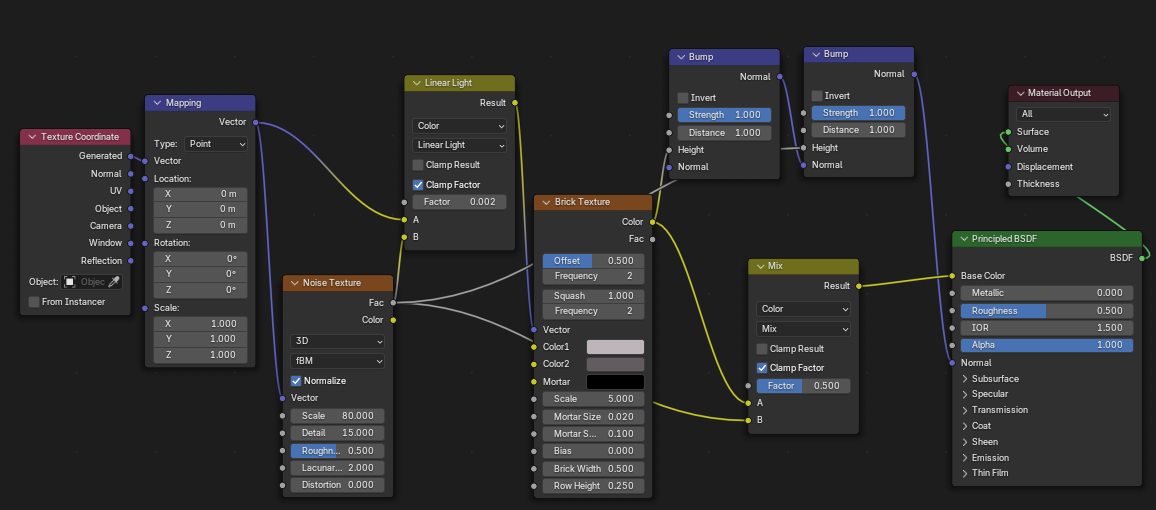 Texture Coordinate
Generated
Normal
UV
Object
Camera
Window
Reflection
Object: Objec
From Instancer
Mapping
Vector
Type: Point
Vector
Location:
X 0 m
Y 0 m
Z 0 m
Rotation:
X 0°
Y 0°
Z 0°
Scale:
X 1.000
Y 1.000
Z 1.000
Noise Texture
Fac
Color
3D
fBM
Normalize
Vector
Scale 80.000
Detail 15.000
Roughn... 0.500
Lacunar... 2.000
Distortion 0.000
Linear Light
Result
Color
Linear Light
Clamp Result
Clamp Factor
Factor 0.002
A
B
Brick Texture
Color
Fac
Offset 0.500
Frequency 2
Squash 1.000
Frequency 2
Vector
Color1
Color2
Mortar
Scale 5.000
Mortar Size 0.020
Mortar S... 0.100
Bias 0.000
Brick Width 0.500
Row Height 0.250
Bump
Normal
Invert
Strength 1.000
Distance 1.000
Height
Normal
Bump
Normal
Invert
Strength 1.000
Distance 1.000
Height
Normal
Mix
Result
Color
Mix
Clamp Result
Clamp Factor
Factor 0.500
A
B
Material Output
All
Surface
Volume
Displacement
Thickness
Principled BSDF
BSDF
Base Color
Metallic 0.000
Roughness 0.500
IOR 1.500
Alpha 1.000
Normal
Subsurface
Specular
Transmission
Coat
Sheen
Emission
Thin Film